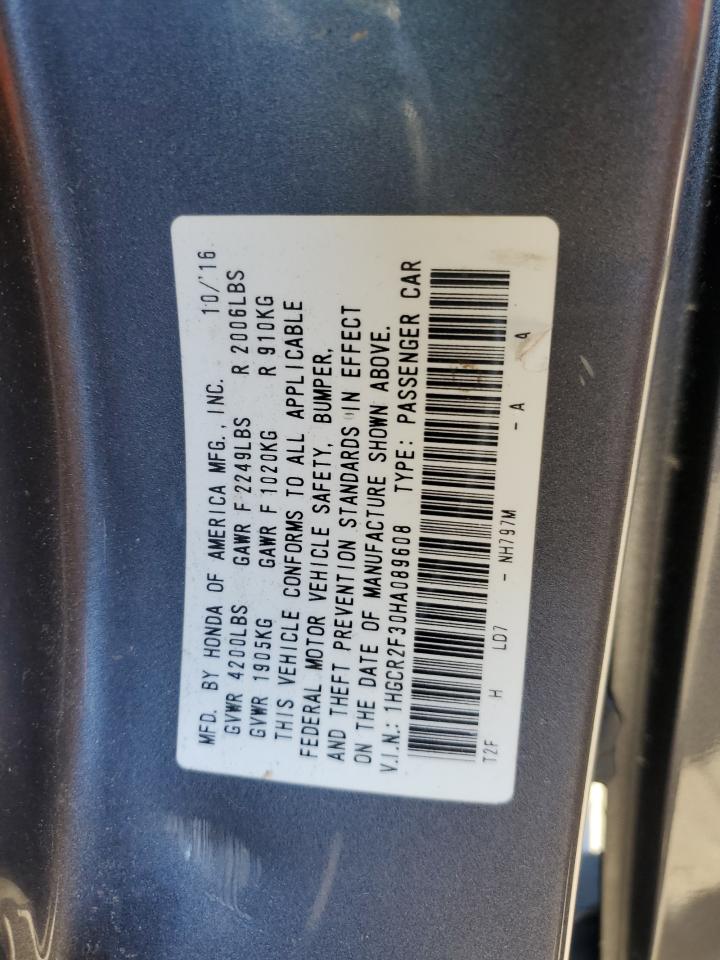 MFD. BY HONDA OF AMERICA MFG., INC. 10/'16
GVWR 4200LBS GAWR F 2249LBS R 2006LBS
GVWR 1905KG GAWR F 1020KG R 910KG
THIS VEHICLE CONFORMS TO ALL APPLICABLE
FEDERAL MOTOR VEHICLE SAFETY, BUMPER,
AND THEFT PREVENTION STANDARDS IN EFFECT
ON THE DATE OF MANUFACTURE SHOWN ABOVE.
V.I.N.: 1HGCR2F30HA089608 TYPE: PASSENGER CAR
T2F H LD7 - NH797M - A A